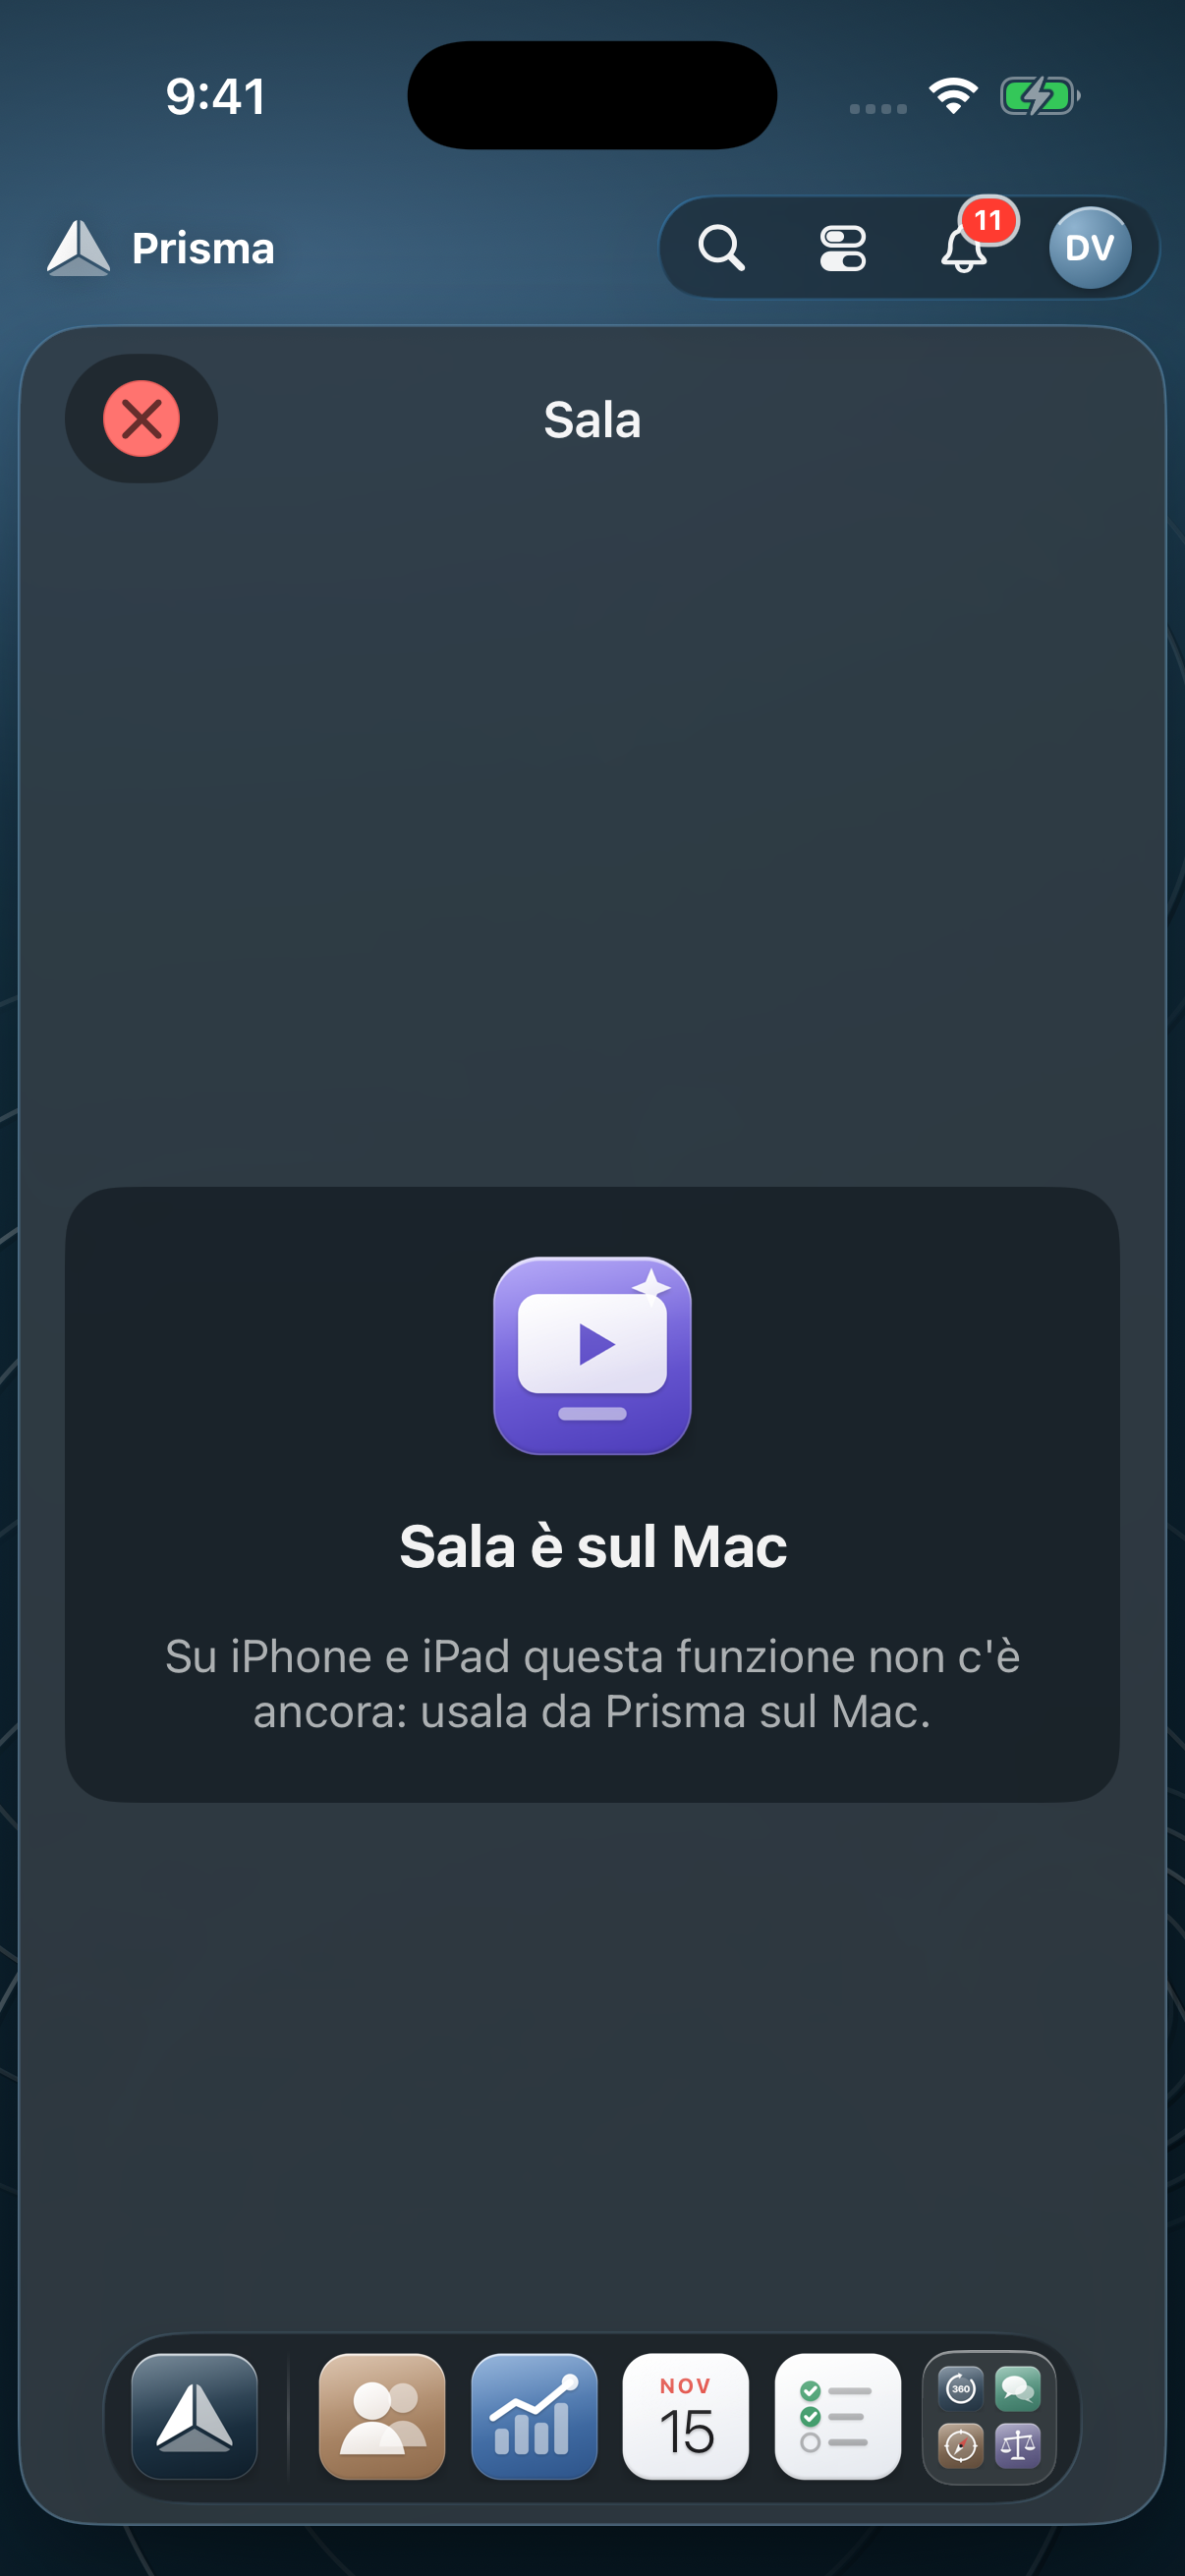 9:41
Prisma
11
DV
Sala
Sala è sul Mac
Su iPhone e iPad questa funzione non c'è
ancora: usala da Prisma sul Mac.
NOV
15
360